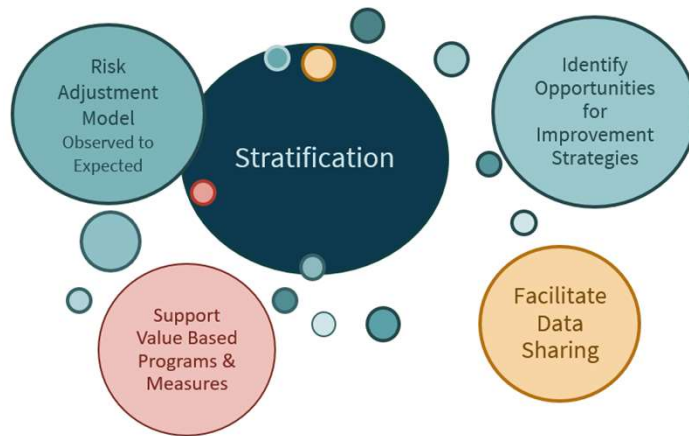 Risk
Adjustment
Model
Observed to
Expected
Stratification
Identify
Opportunities
for
Improvement
Strategies
Support
Value Based
Programs &
Measures
Facilitate
Data
Sharing